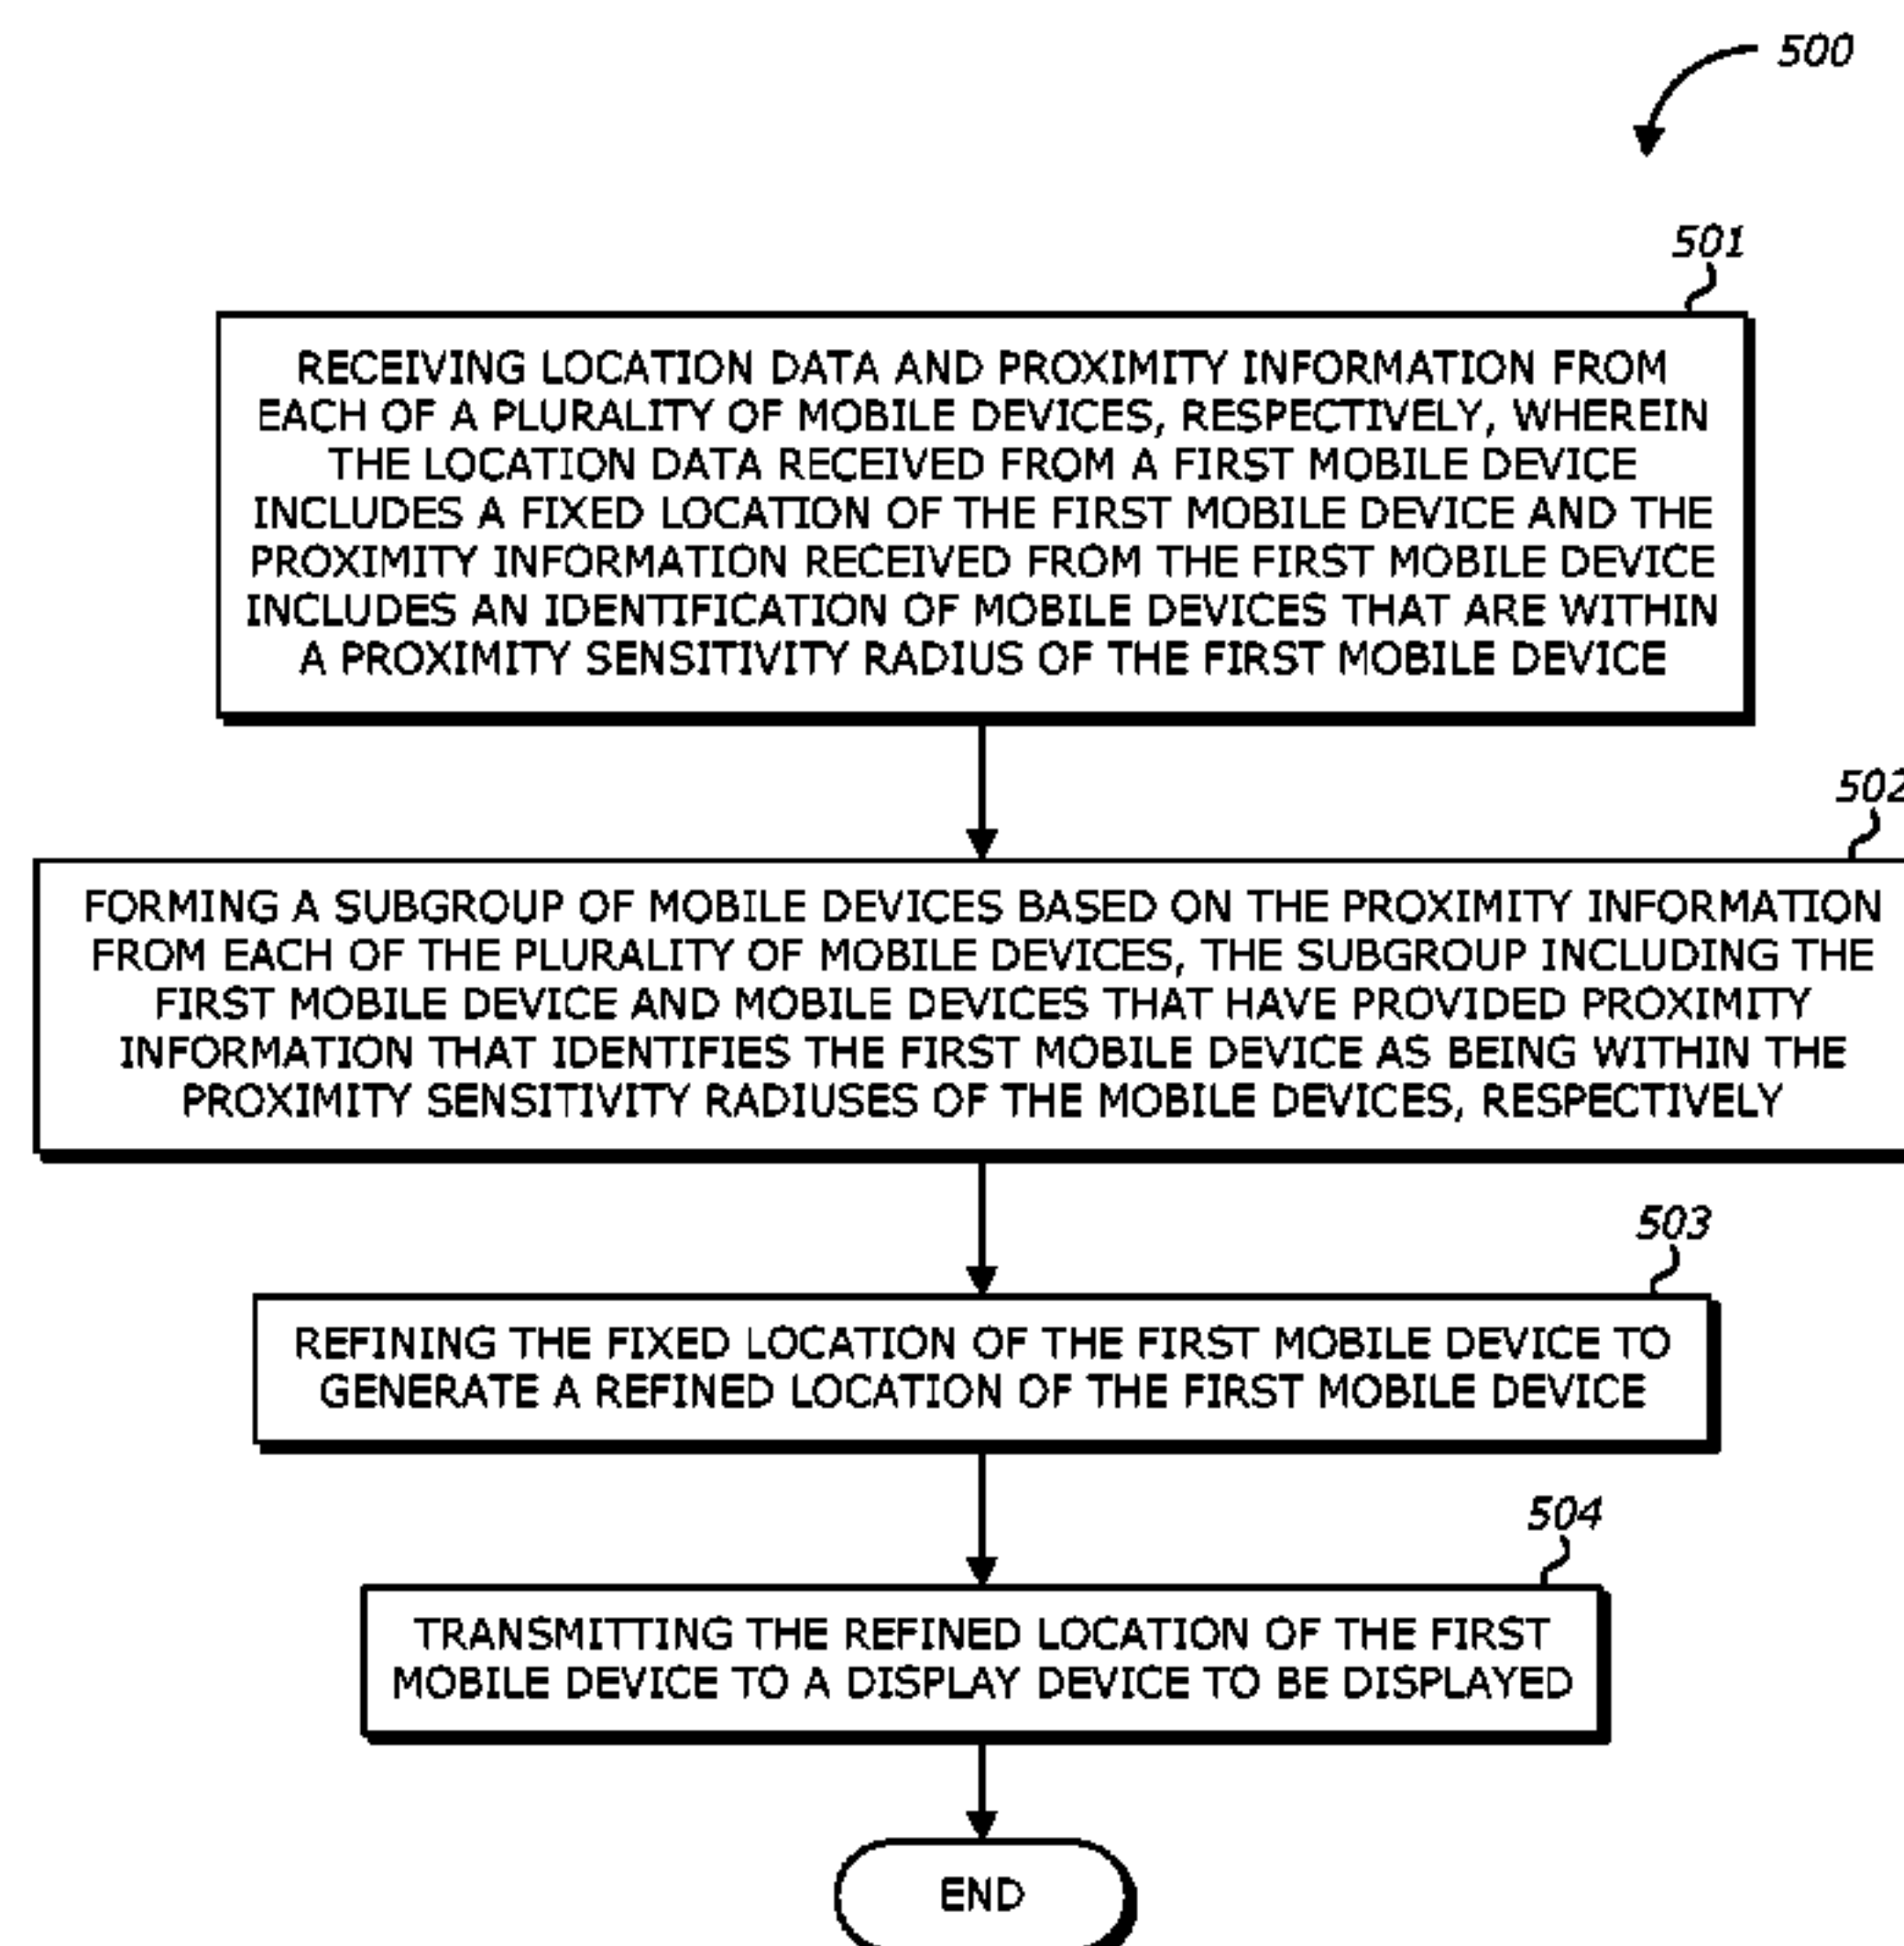 500
501
RECEIVING LOCATION DATA AND PROXIMITY INFORMATION FROM
EACH OF A PLURALITY OF MOBILE DEVICES, RESPECTIVELY, WHEREIN
THE LOCATION DATA RECEIVED FROM A FIRST MOBILE DEVICE
INCLUDES A FIXED LOCATION OF THE FIRST MOBILE DEVICE AND THE
PROXIMITY INFORMATION RECEIVED FROM THE FIRST MOBILE DEVICE
INCLUDES AN IDENTIFICATION OF MOBILE DEVICES THAT ARE WITHIN
A PROXIMITY SENSITIVITY RADIUS OF THE FIRST MOBILE DEVICE
502
FORMING A SUBGROUP OF MOBILE DEVICES BASED ON THE PROXIMITY INFORMATION
FROM EACH OF THE PLURALITY OF MOBILE DEVICES, THE SUBGROUP INCLUDING THE
FIRST MOBILE DEVICE AND MOBILE DEVICES THAT HAVE PROVIDED PROXIMITY
INFORMATION THAT IDENTIFIES THE FIRST MOBILE DEVICE AS BEING WITHIN THE
PROXIMITY SENSITIVITY RADIUSES OF THE MOBILE DEVICES, RESPECTIVELY
503
REFINING THE FIXED LOCATION OF THE FIRST MOBILE DEVICE TO
GENERATE A REFINED LOCATION OF THE FIRST MOBILE DEVICE
504
TRANSMITTING THE REFINED LOCATION OF THE FIRST
MOBILE DEVICE TO A DISPLAY DEVICE TO BE DISPLAYED
END